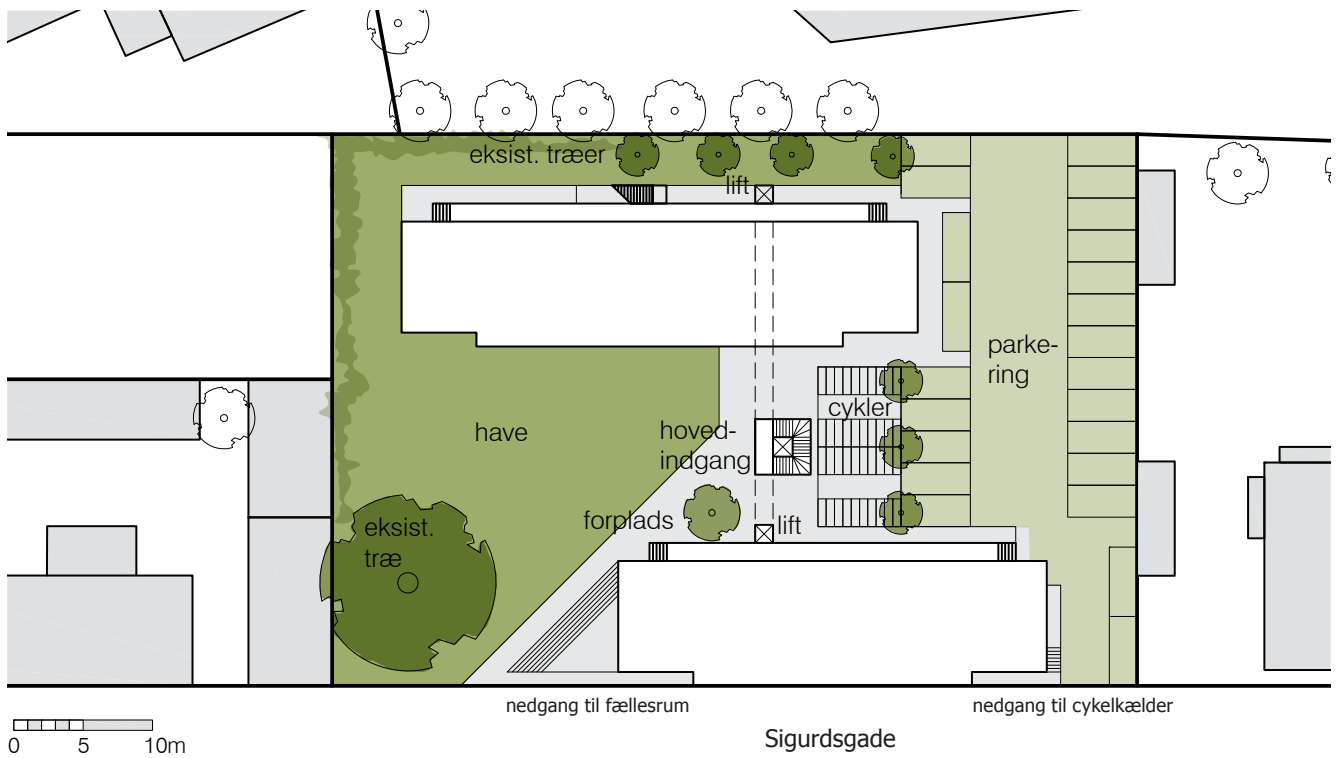 eksist. træer
lift
parke-
ring
cykler
have
hoved-
indgang
forplads
lift
eksist.
træ
nedgang til fællesrum
nedgang til cykelkælder
Sigurdsgade
0 5 10m